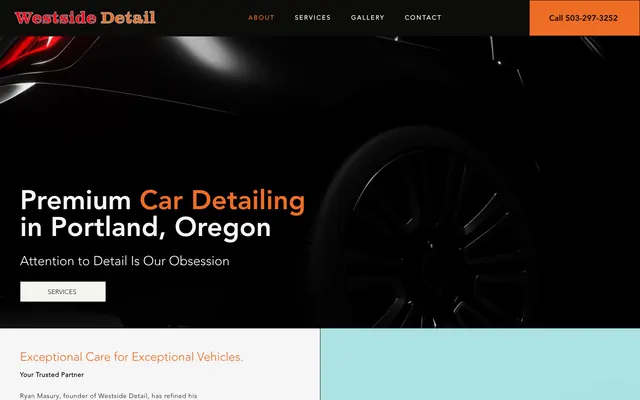 Westside Detail
ABOUT SERVICES GALLERY CONTACT
Call 503-297-3252
Premium Car Detailing
in Portland, Oregon
Attention to Detail Is Our Obsession
SERVICES
Exceptional Care for Exceptional Vehicles.
Your Trusted Partner
Ryan Masury, founder of Westside Detail, has refined his